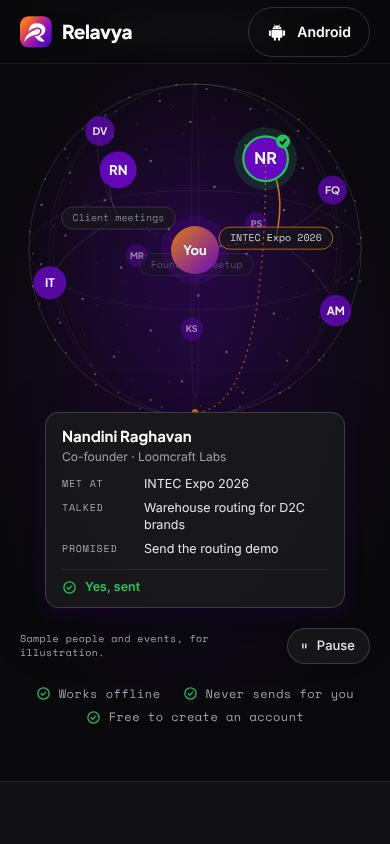 Relavya
Android
DV
RN
NR
FQ
Client meetings
PS
INTEC Expo 2026
You
MR
IT
AM
KS
Nandini Raghavan
Co-founder · Loomcraft Labs
MET AT INTEC Expo 2026
TALKED Warehouse routing for D2C
brands
PROMISED Send the routing demo
Yes, sent
Sample people and events, for
illustration.
Pause
Works offline Never sends for you
Free to create an account